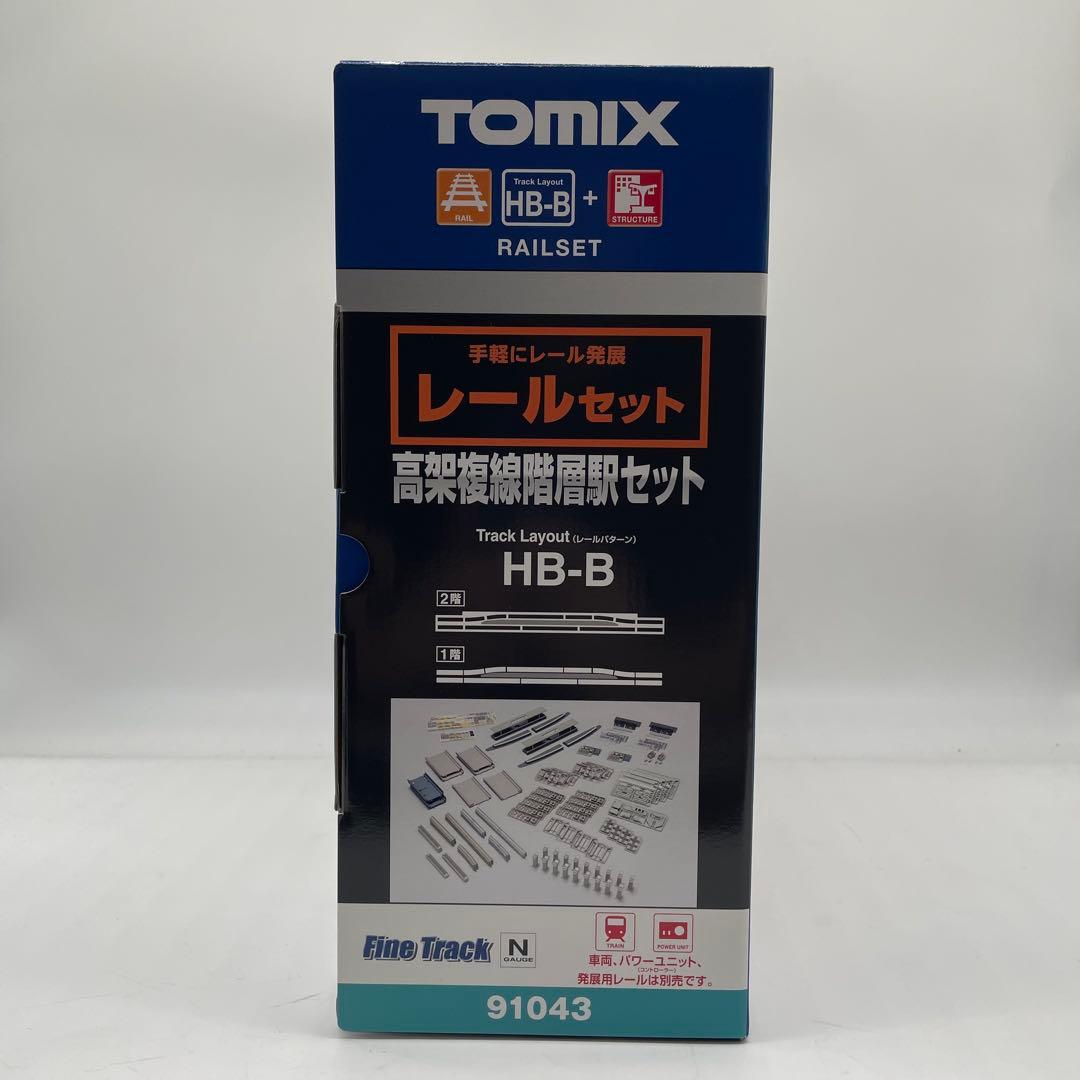 TOMIX
RAIL
Track Layout
HB-B
+
STRUCTURE
RAILSET
手軽にレール発展
レールセット
高架複線階層駅セット
Track Layout(レールパターン)
HB-B
2階
1階
Fine Track
N
GAUGE
TRAIN
POWER UNIT
車両、パワーユニット、
(コントローラー)
発展用レールは別売です。
91043